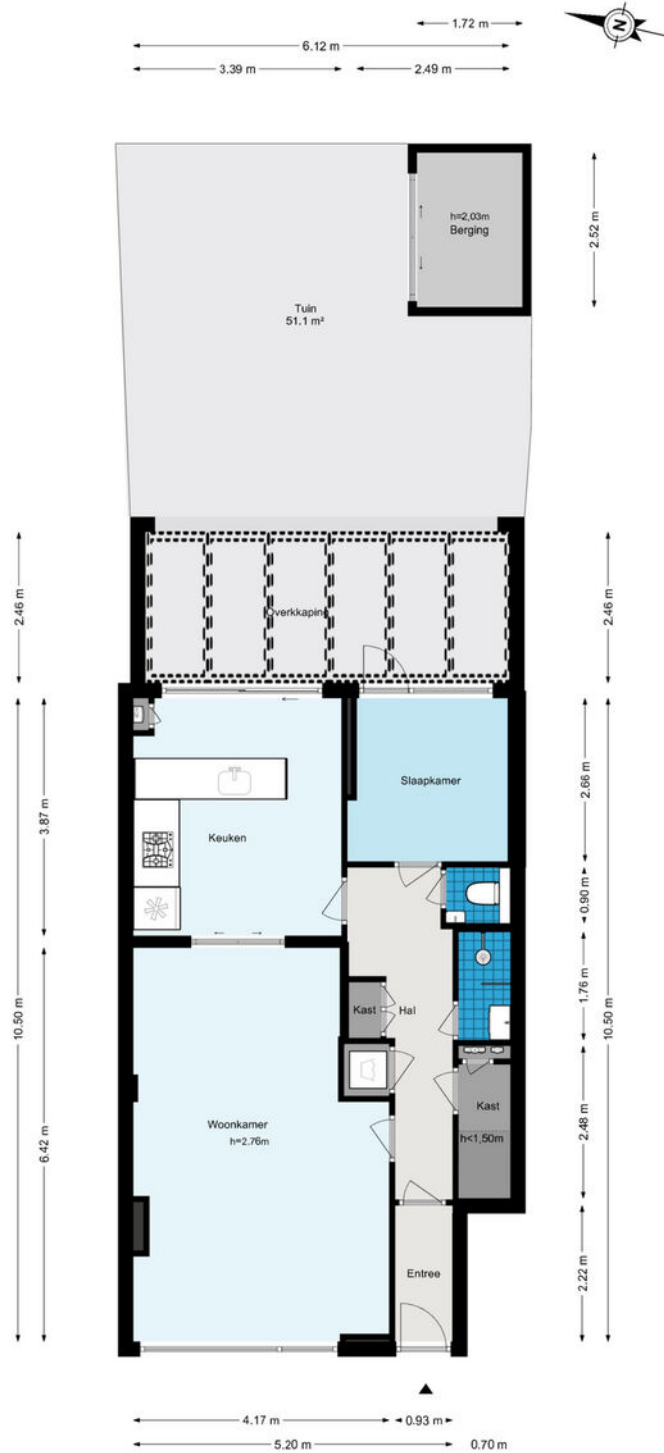 1.72 m
N
6.12 m
3.39 m
2.49 m
h=2,03m
Berging
2.52 m
Tuin
51.1 m²
2.46 m
Overkkaping
2.46 m
Slaapkamer
2.66 m
3.87 m
Keuken
0.90 m
1.76 m
10.50 m
Kast
Hal
10.50 m
6.42 m
Woonkamer
h=2.76m
Kast
h<1,50m
2.48 m
Entree
2.22 m
4.17 m
0.93 m
5.20 m
0.70 m